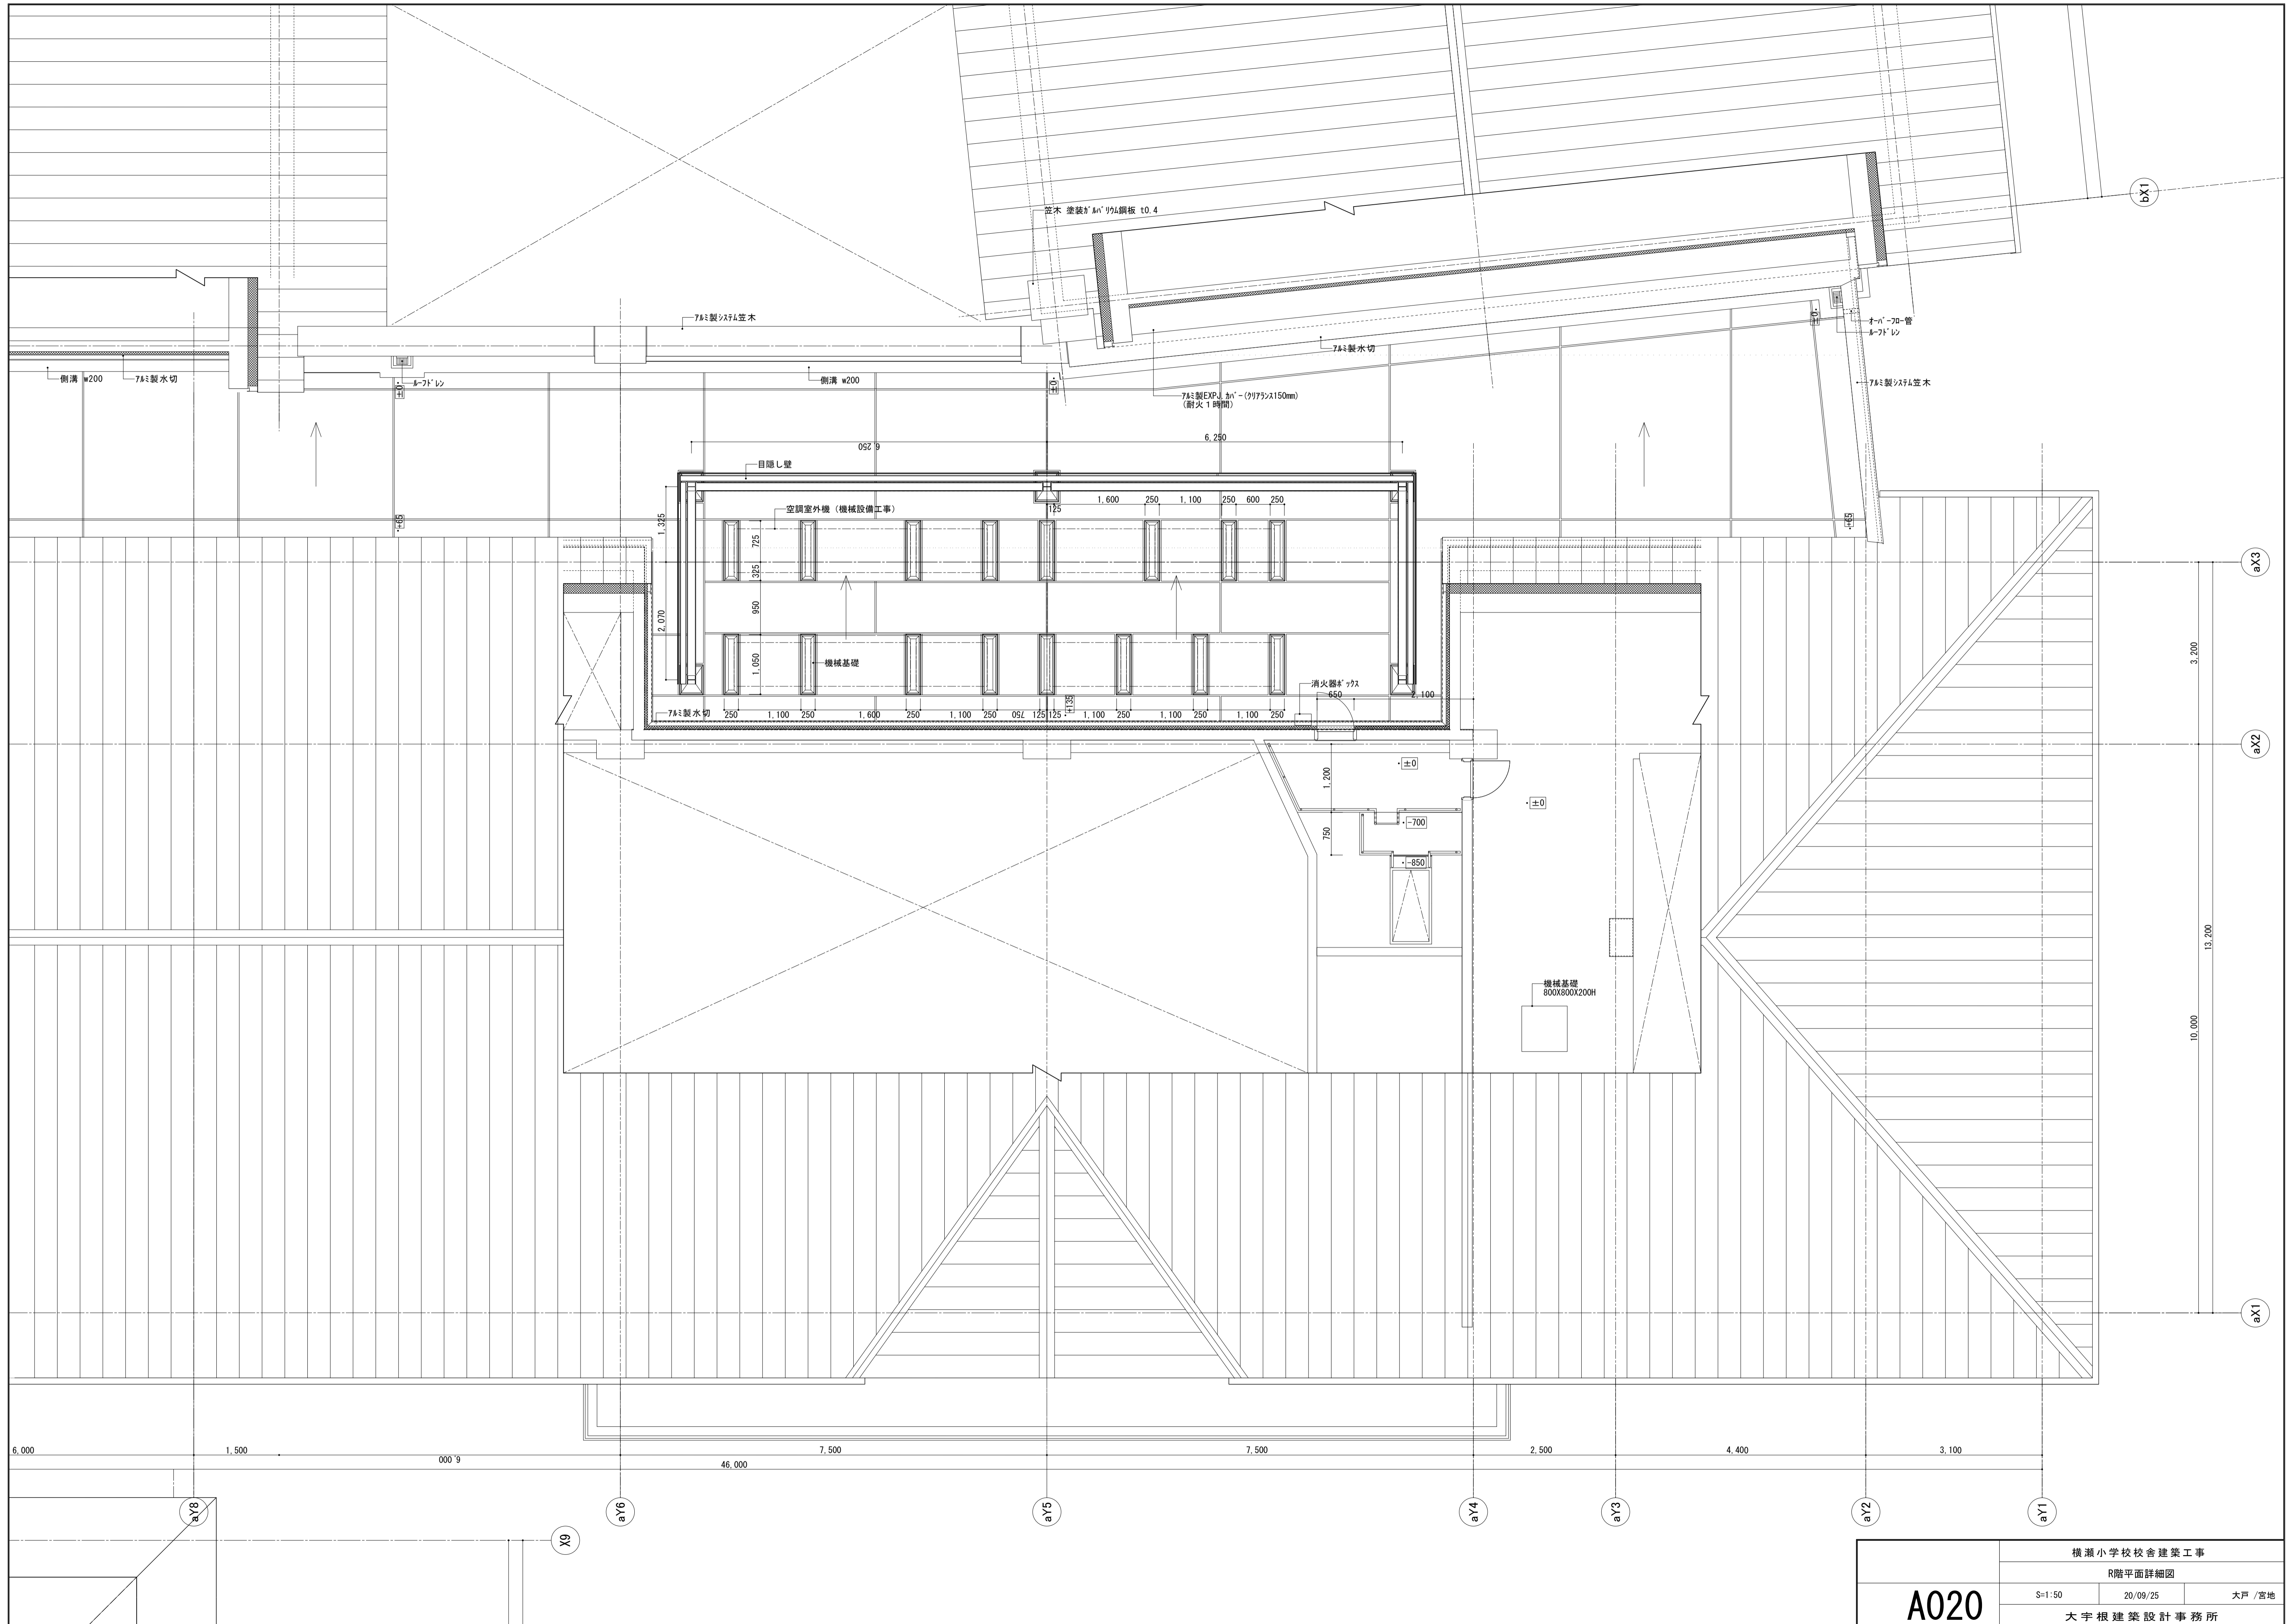 bX1
笠木 塗装ｶﾞﾙﾊﾞﾘｳﾑ鋼板 t0.4
ｱﾙﾐ製ｼｽﾃﾑ笠木
ｵｰﾊﾞｰﾌﾛｰ管
ﾙｰﾌﾄﾞﾚﾝ
ｱﾙﾐ製水切
側溝 w200
ｱﾙﾐ製水切
ﾙｰﾌﾄﾞﾚﾝ
側溝 w200
±0
±0
±0
ｱﾙﾐ製ｼｽﾃﾑ笠木
ｱﾙﾐ製EXPJ.ｶﾊﾞｰ(ｸﾘｱﾗﾝｽ150mm)
(耐火１時間)
6,250
6,250
目隠し壁
空調室外機（機械設備工事）
1,600
250
1,100
250
600
250
125
+65
+65
1,325
725
325
950
2,070
1,050
機械基礎
aX3
消火器ﾎﾞｯｸｽ
650
2,100
+135
ｱﾙﾐ製水切
250
1,100
250
1,600
250
1,100
250
750
125
125
1,100
250
1,100
250
1,100
250
3,200
aX2
±0
1,200
±0
-700
750
-850
13,200
機械基礎
800X800X200H
10,000
aX1
6,000
1,500
6,000
7,500
7,500
2,500
4,400
3,100
46,000
aY8
aY6
aY5
aY4
aY3
aY2
aY1
X9
横瀬小学校校舎建築工事
R階平面詳細図
A020
S=1:50
20/09/25
大戸 /宮地
大宇根建築設計事務所